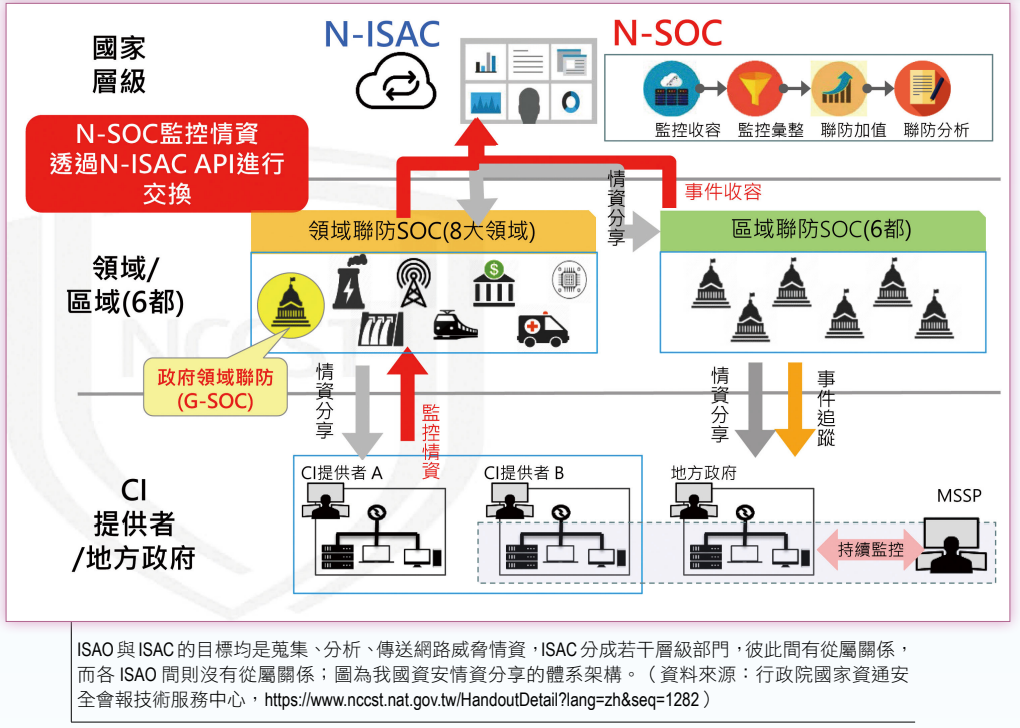 國家
層級
N-ISAC
N-SOC
監控收容
監控彙整
聯防加值
聯防分析
N-SOC監控情資
透過N-ISAC API進行
交換
情資分享
事件收容
領域聯防SOC(8大領域)
區域聯防SOC(6都)
領域/
區域(6都)
$
NCCST
政府領域聯防
(G-SOC)
情資分享
監控情資
情資分享
事件追蹤
CI
提供者
/地方政府
CI提供者 A
CI提供者 B
地方政府
MSSP
持續監控
ISAO 與 ISAC 的目標均是蒐集、分析、傳送網路威脅情資，ISAC 分成若干層級部門，彼此間有從屬關係，
而各 ISAO 間則沒有從屬關係；圖為我國資安情資分享的體系架構。（資料來源：行政院國家資通安
全會報技術服務中心，https://www.nccst.nat.gov.tw/HandoutDetail?lang=zh&seq=1282）